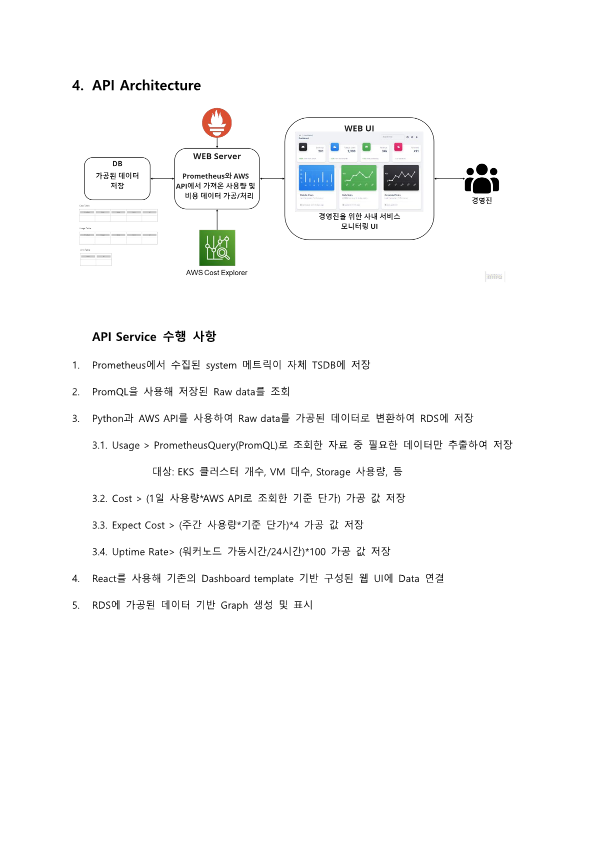 4. API Architecture
WEB UI
WEB Server
DB
가공된 데이터
저장
Prometheus와 AWS
API에서 가져온 사용량 및
비용 데이터 가공/처리
경영진
경영진을 위한 사내 서비스
모니터링 UI
AWS Cost Explorer
API Service 수행 사항
1. Prometheus에서 수집된 system 메트릭이 자체 TSDB에 저장
2. PromQL을 사용해 저장된 Raw data를 조회
3. Python과 AWS API를 사용하여 Raw data를 가공된 데이터로 변환하여 RDS에 저장
3.1. Usage > PrometheusQuery(PromQL)로 조회한 자료 중 필요한 데이터만 추출하여 저장
대상: EKS 클러스터 개수, VM 대수, Storage 사용량, 등
3.2. Cost > (1일 사용량*AWS API로 조회한 기준 단가) 가공 값 저장
3.3. Expect Cost > (주간 사용량*기준 단가)*4 가공 값 저장
3.4. Uptime Rate> (워커노드 가동시간/24시간)*100 가공 값 저장
4. React를 사용해 기존의 Dashboard template 기반 구성된 웹 UI에 Data 연결
5. RDS에 가공된 데이터 기반 Graph 생성 및 표시